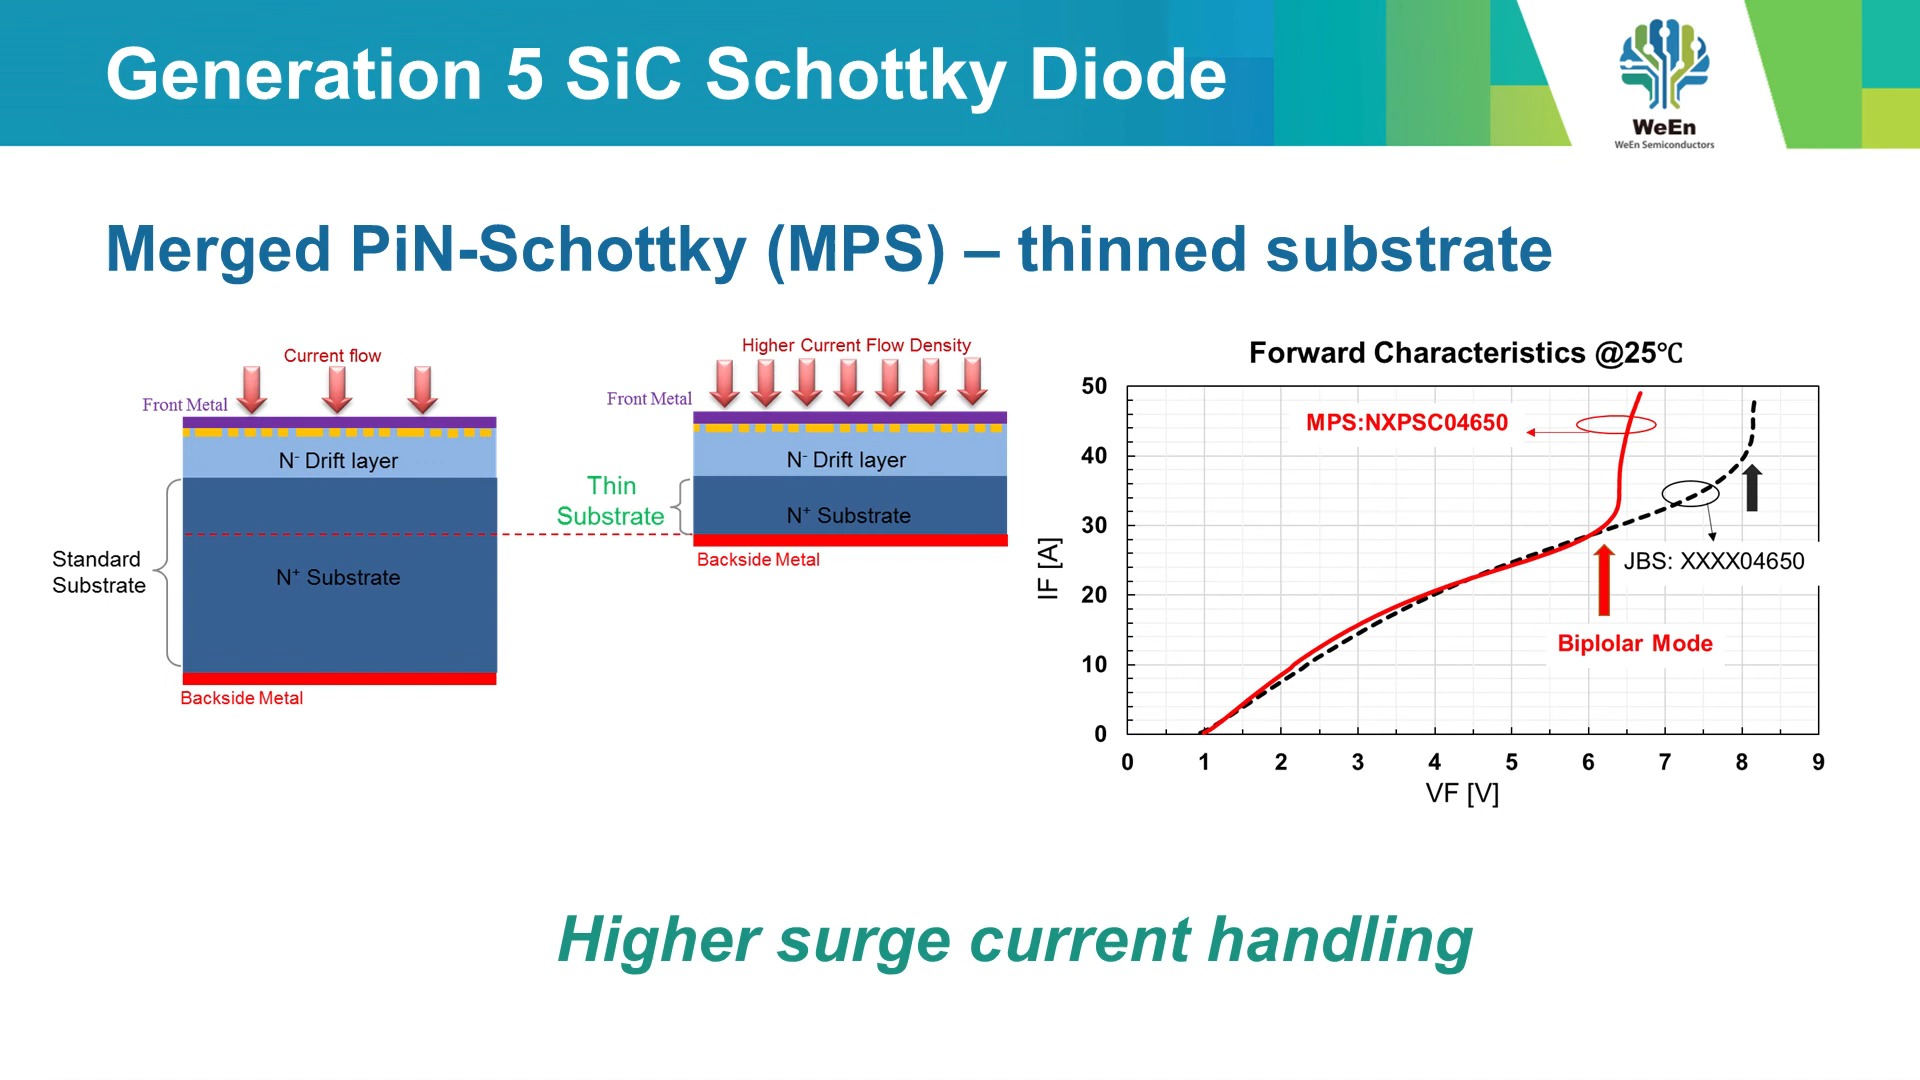 Generation 5 SiC Schottky Diode
WeEn
WeEn Semiconductors
Merged PiN-Schottky (MPS) – thinned substrate
Current flow
Front Metal
N- Drift layer
Standard
Substrate
N+ Substrate
Backside Metal
Higher Current Flow Density
Front Metal
N- Drift layer
Thin
Substrate
N+ Substrate
Backside Metal
Forward Characteristics @25℃
50
40
30
20
10
0
IF [A]
MPS:NXPSC04650
JBS: XXXX04650
Biplolar Mode
0 1 2 3 4 5 6 7 8 9
VF [V]
Higher surge current handling